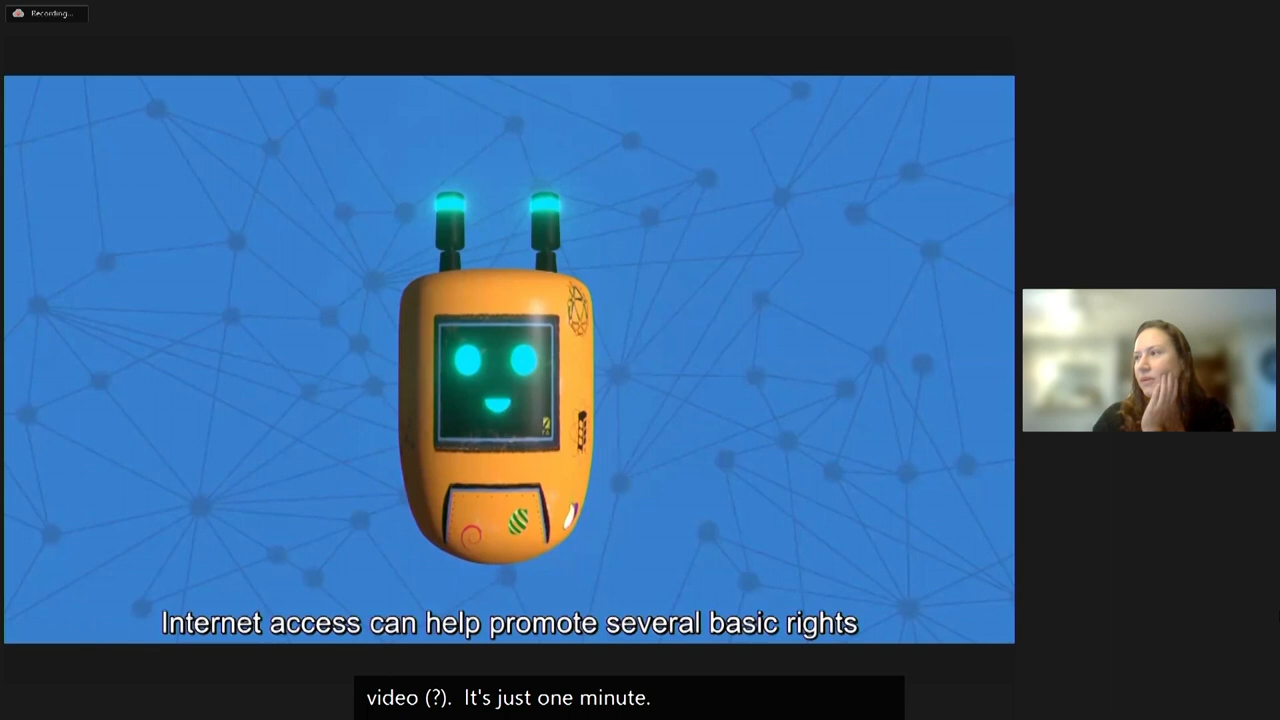 Recording...
Internet access can help promote several basic rights
video (?).  It's just one minute.